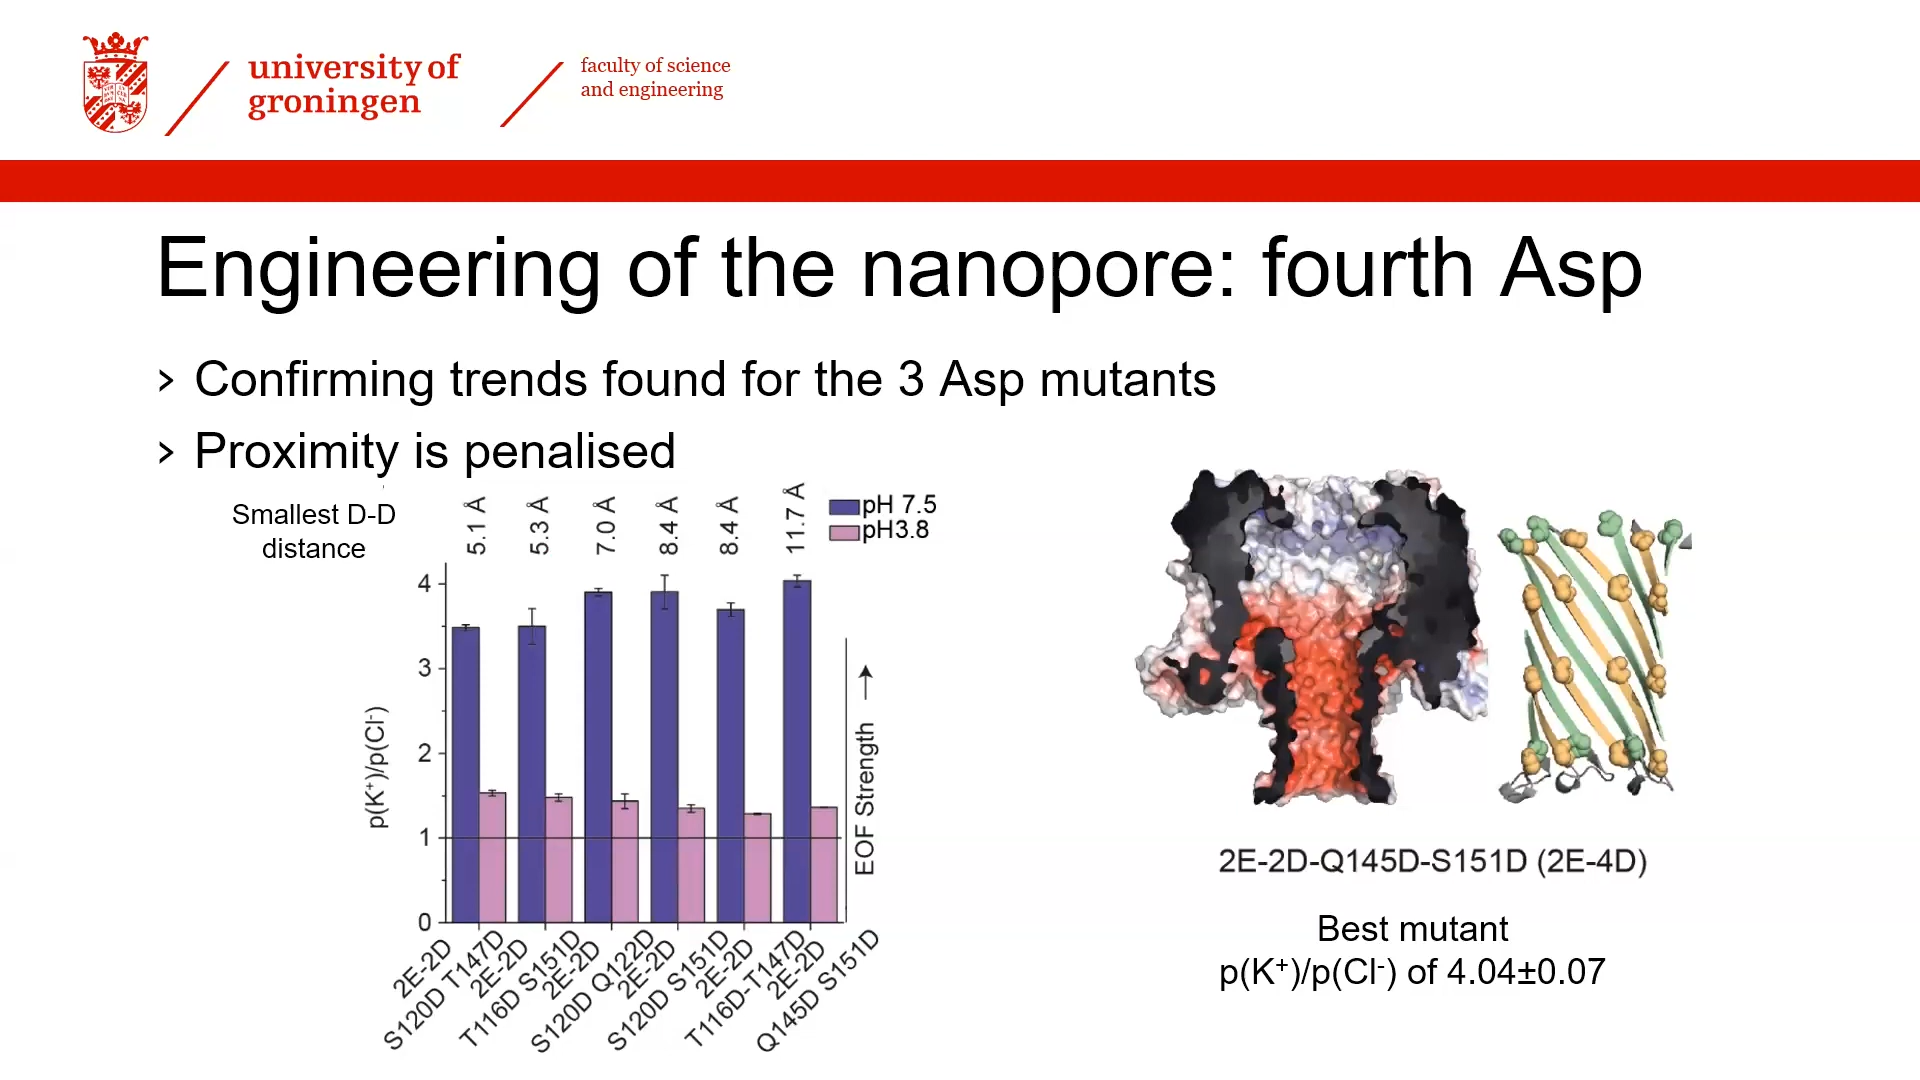 university of
groningen
faculty of science
and engineering
Engineering of the nanopore: fourth Asp
› Confirming trends found for the 3 Asp mutants
› Proximity is penalised
Smallest D-D
distance
5.1 Å
5.3 Å
7.0 Å
8.4 Å
8.4 Å
11.7 Å
pH 7.5
pH3.8
p(K⁺)/p(Cl⁻)
4
3
2
1
0
EOF Strength
2E-2D
S120D T147D
2E-2D
T116D S151D
2E-2D
S120D Q122D
2E-2D
S120D S151D
2E-2D
T116D-T147D
2E-2D
Q145D S151D
2E-2D-Q145D-S151D (2E-4D)
Best mutant
p(K⁺)/p(Cl⁻) of 4.04±0.07